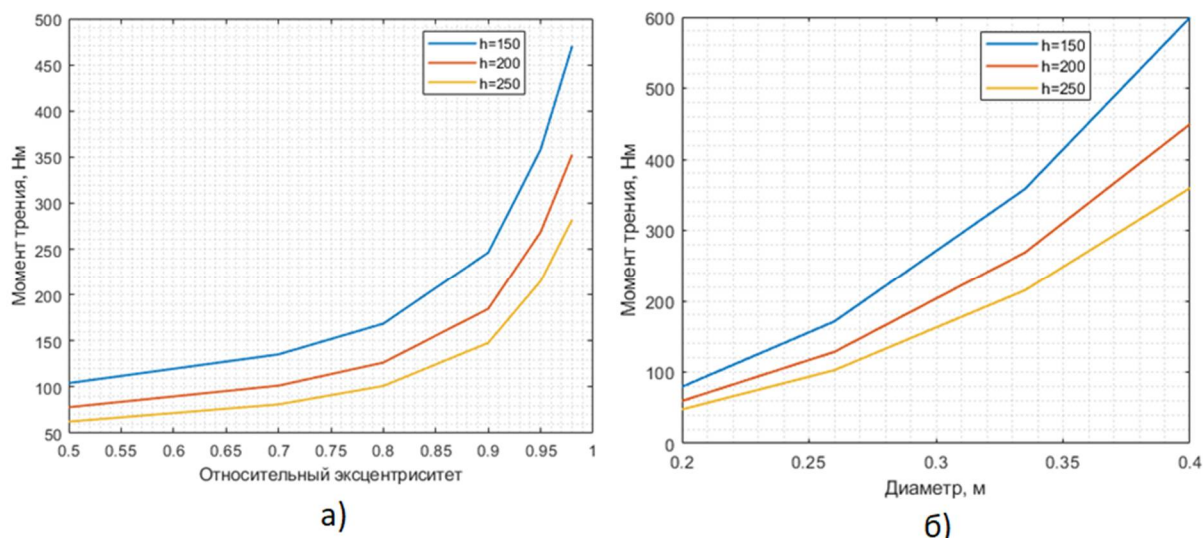 500
450
400
350
300
250
200
150
100
50
Момент трения, Нм
h=150
h=200
h=250
0.5
0.55
0.6
0.65
0.7
0.75
0.8
0.85
0.9
0.95
1
Относительный эксцентриситет
а)
600
500
400
300
200
100
0
Момент трения, Нм
h=150
h=200
h=250
0.2
0.25
0.3
0.35
0.4
Диаметр, м
б)